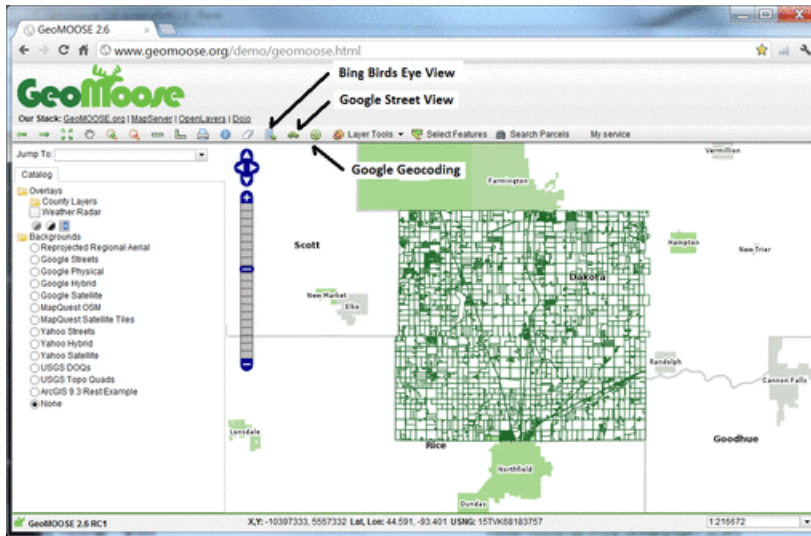 GeoMOOSE 2.6
www.geomoose.org/demo/geomoose.html
GeoMoose
Bing Birds Eye View
Google Street View
Google Geocoding
Our Stack: GeoMOOSE.org | MapServer | OpenLayers | Dojo
Layer Tools
Select Features
Search Parcels
My service
Jump To:
Catalog
Overlays
County Layers
Weather Radar
Backgrounds
Reprojected Regional Aerial
Google Streets
Google Physical
Google Hybrid
Google Satellite
MapQuest OSM
MapQuest Satellite Tiles
Yahoo Streets
Yahoo Hybrid
Yahoo Satellite
USGS DOQs
USGS Topo Quads
ArcGIS 9.3 Rest Example
None
Vermillion
Farmington
Scott
Hampton
New Trier
Dakota
New Market
Elko
Randolph
Cannon Falls
Lonsdale
Rice
Goodhue
Northfield
Dundas
GeoMOOSE 2.6 RC1
X,Y: -10397333, 5557332 Lat, Lon: 44.591, -93.401 USNG: 15TVK68183757
1:216672